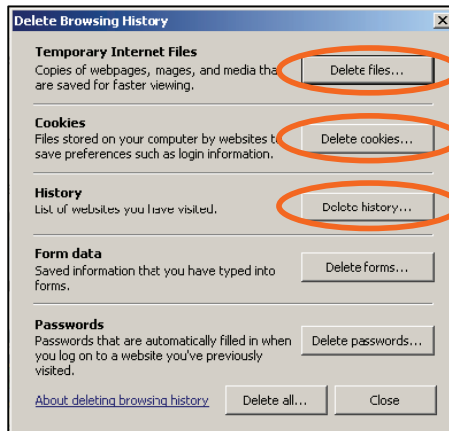 Delete Browsing History
Temporary Internet Files
Copies of webpages, mages, and media tha
are saved for faster viewing.
Delete files...
Cookies
Files stored on your computer by websites t
save preferences such as login information.
Delete cookies...
History
List of websites you have visited.
Delete history...
Form data
Saved information that you have typed into
forms.
Delete forms...
Passwords
Passwords that are automatically filled in when
you log on to a website you've previously
visited.
Delete passwords...
About deleting browsing history
Delete all...
Close